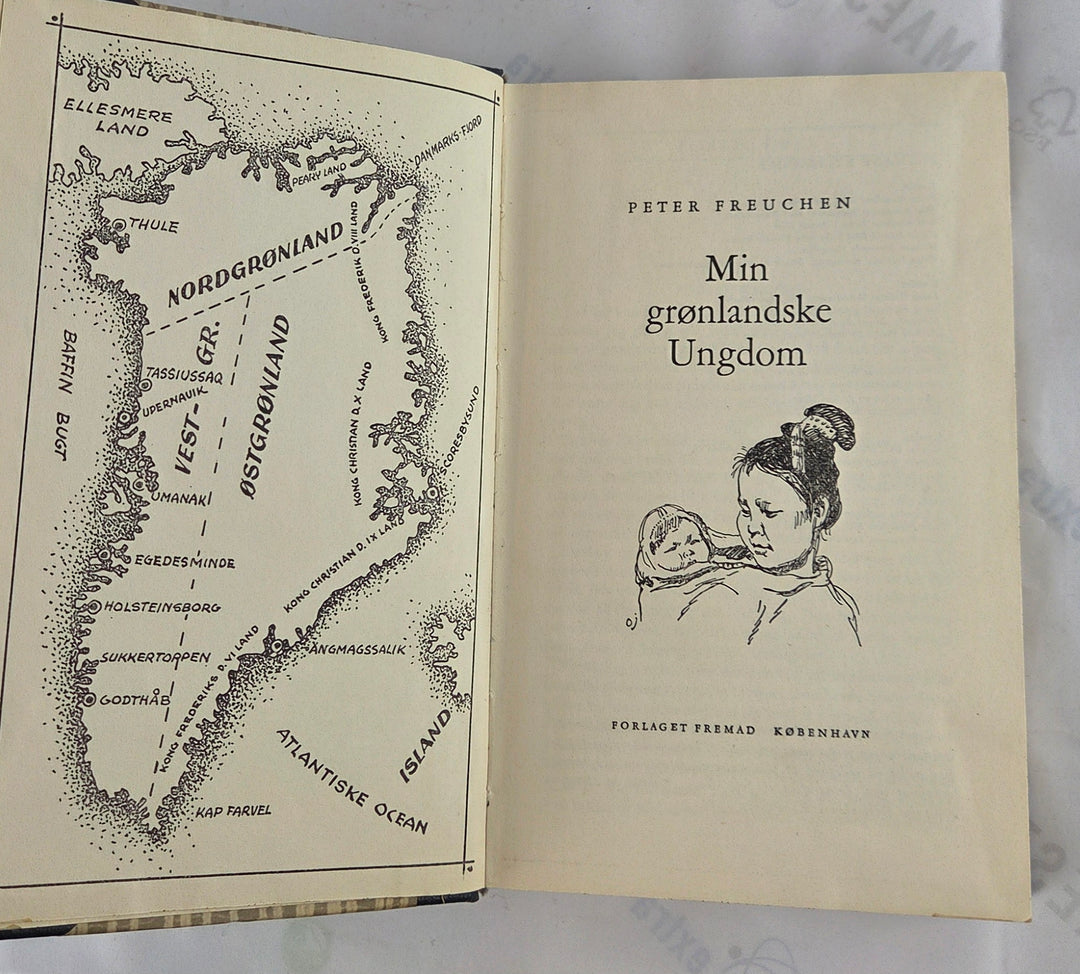 ELLESMERE
LAND
DANMARKS-FJORD
PEARY LAND
THULE
NORDGRØNLAND
KONG FREDERIK D. VIII LAND
BAFFIN BUGT
VEST-GR.
ØSTGRØNLAND
TASSIUSSAQ
UPERNAVIK
KONG CHRISTIAN D. X LAND
SCORESBYSUND
UMANAK
EGEDESMINDE
KONG CHRISTIAN D. IX LAND
HOLSTEINSBORG
SUKKERTOPPEN
ANGMAGSSALIK
GODTHÅB
KONG FREDERIKS D. VI LAND
ISLAND
ATLANTISKE OCEAN
KAP FARVEL
PETER FREUCHEN
Min
grønlandske
Ungdom
Oj
FORLAGET FREMAD KØBENHAVN